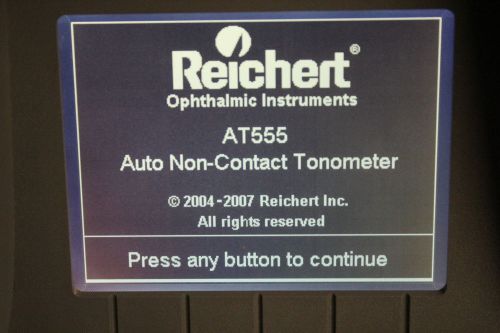 Reichert®
Ophthalmic Instruments
AT555
Auto Non-Contact Tonometer
© 2004-2007 Reichert Inc.
All rights reserved
Press any button to continue